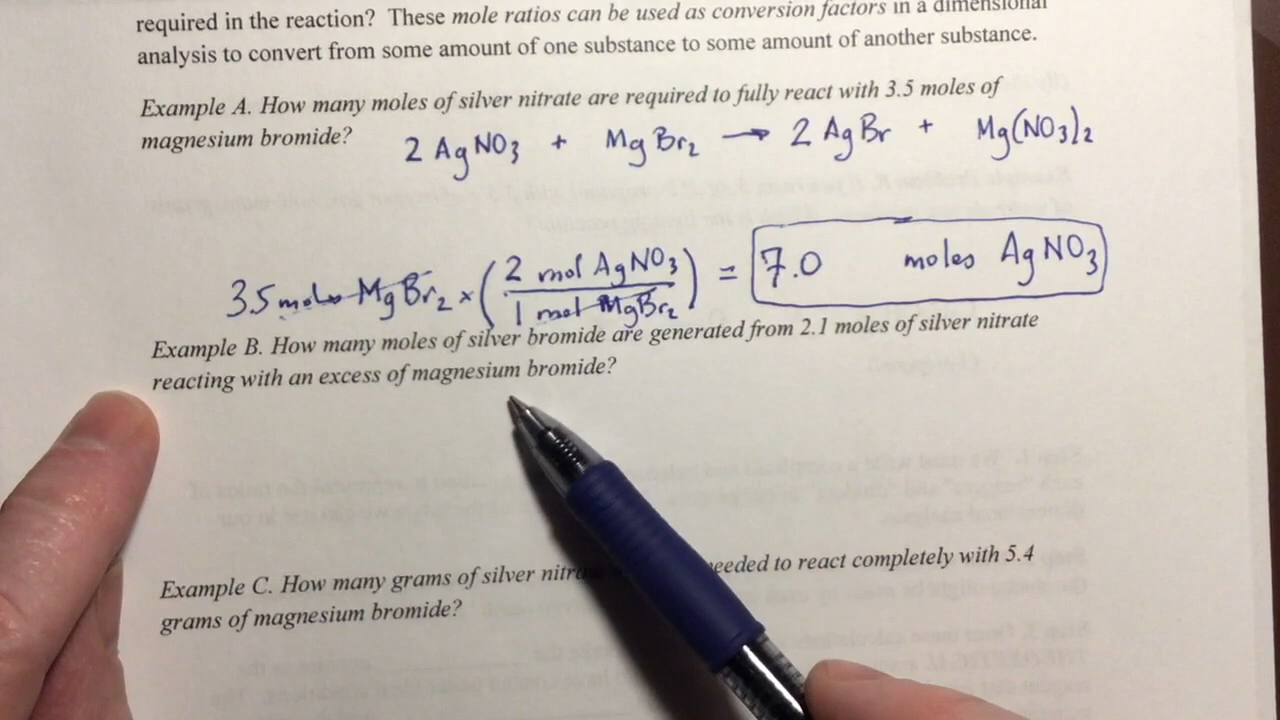 required in the reaction? These mole ratios can be used as conversion factors in a dimensional
analysis to convert from some amount of one substance to some amount of another substance.
Example A. How many moles of silver nitrate are required to fully react with 3.5 moles of
magnesium bromide? 2 AgNO3 + MgBr2 → 2 AgBr + Mg(NO3)2
3.5 moles MgBr2 × (2 mol AgNO3 / 1 mol MgBr2) = 7.0 moles AgNO3
Example B. How many moles of silver bromide are generated from 2.1 moles of silver nitrate
reacting with an excess of magnesium bromide?
Example C. How many grams of silver needed to react completely with 5.4
grams of magnesium bromide?